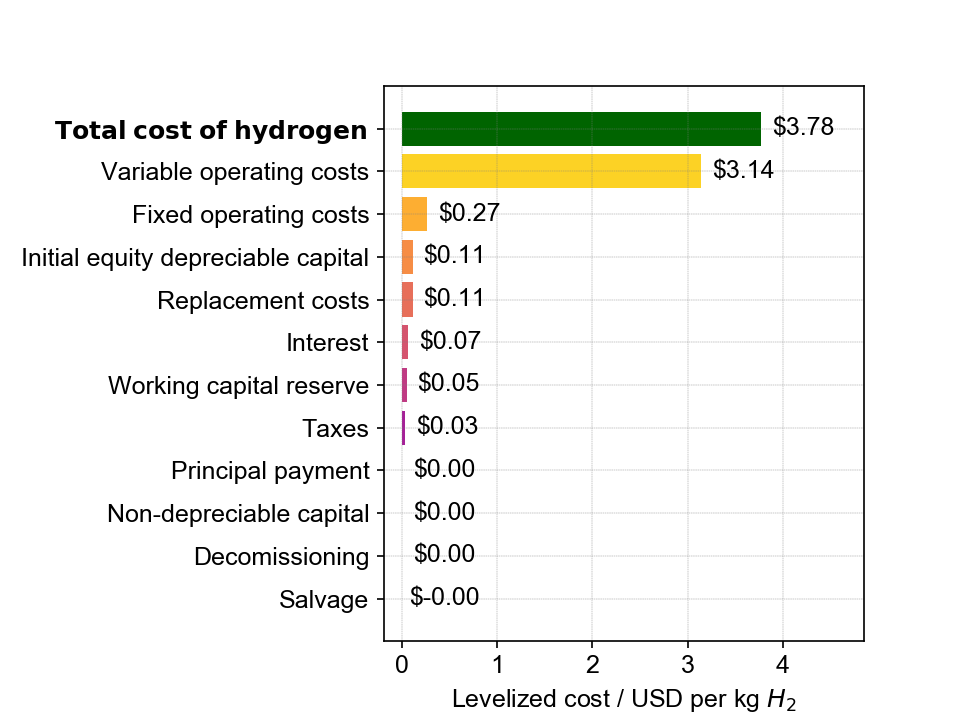 Total cost of hydrogen $3.78
Variable operating costs $3.14
Fixed operating costs $0.27
Initial equity depreciable capital $0.11
Replacement costs $0.11
Interest $0.07
Working capital reserve $0.05
Taxes $0.03
Principal payment $0.00
Non-depreciable capital $0.00
Decomissioning $0.00
Salvage $-0.00
0 1 2 3 4
Levelized cost / USD per kg H₂